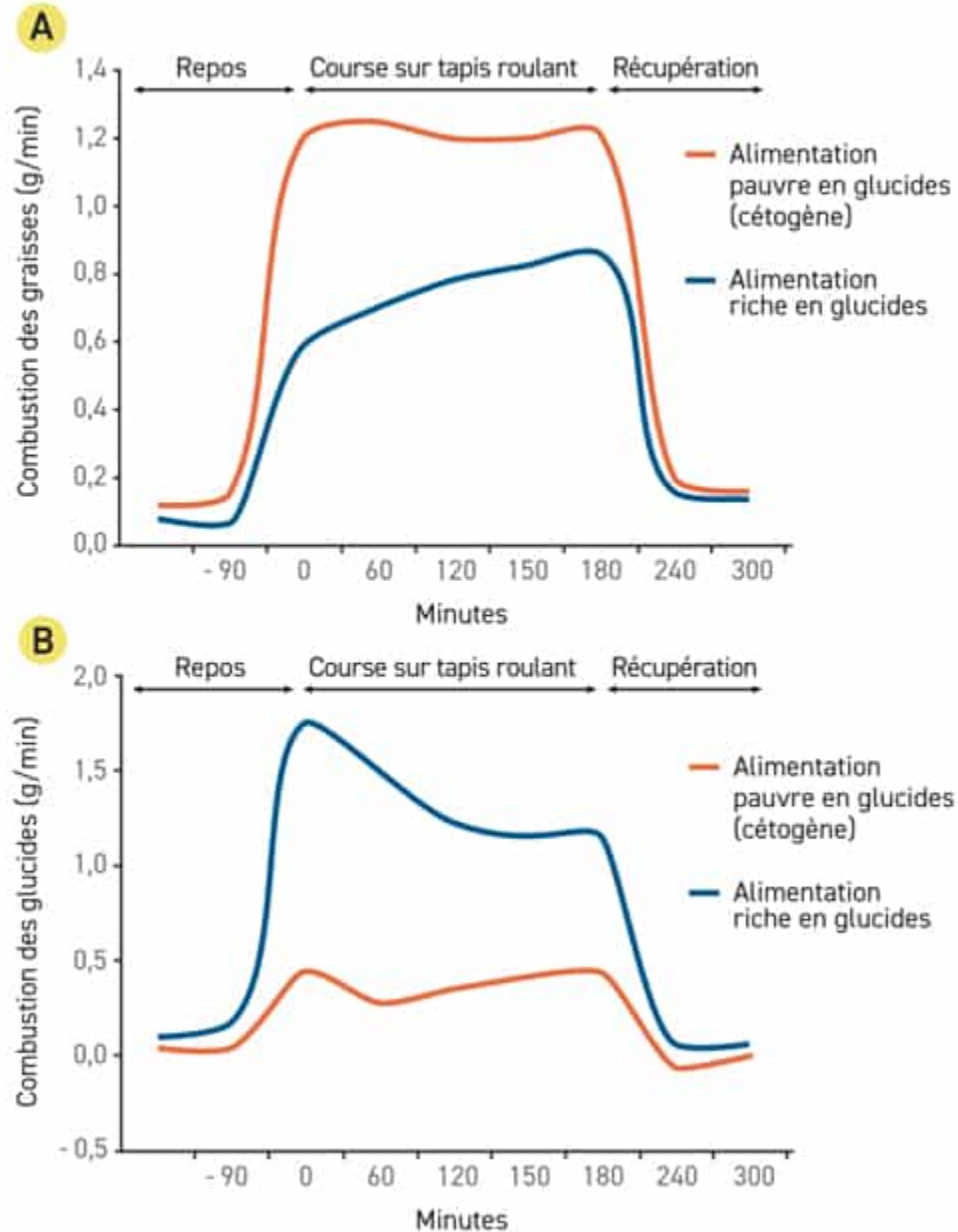 A
Repos Course sur tapis roulant Récupération
Combustion des graisses (g/min)
1,4
1,2
1,0
0,8
0,6
0,4
0,2
0,0
Alimentation
pauvre en glucides
(cétogène)
Alimentation
riche en glucides
- 90 0 60 120 150 180 240 300
Minutes
B
Repos Course sur tapis roulant Récupération
Combustion des glucides (g/min)
2,0
1,5
1,0
0,5
0,0
- 0,5
Alimentation
pauvre en glucides
(cétogène)
Alimentation
riche en glucides
- 90 0 60 120 150 180 240 300
Minutes